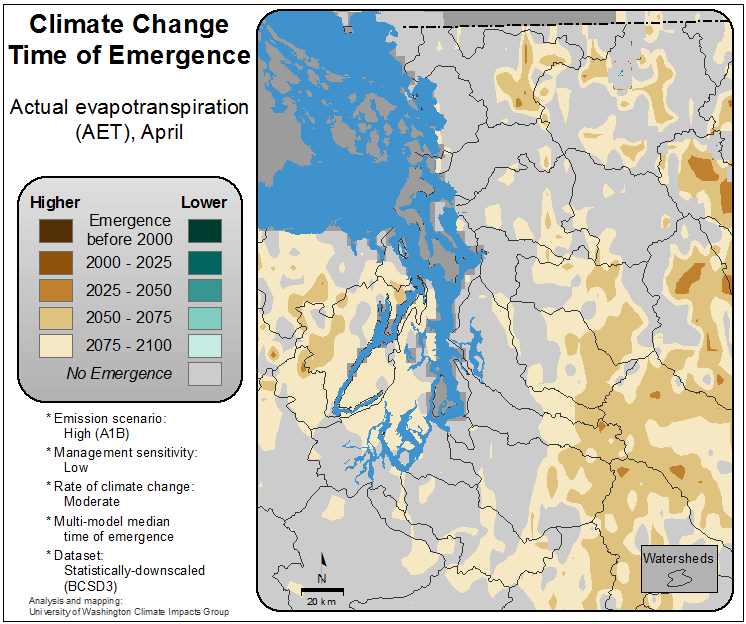 Climate Change
Time of Emergence
Actual evapotranspiration
(AET), April
Higher
Lower
Emergence
before 2000
2000 - 2025
2025 - 2050
2050 - 2075
2075 - 2100
No Emergence
* Emission scenario:
High (A1B)
* Management sensitivity:
Low
* Rate of climate change:
Moderate
* Multi-model median
time of emergence
* Dataset:
Statistically-downscaled
(BCSD3)
Analysis and mapping:
University of Washington Climate Impacts Group
N
20 km
Watersheds